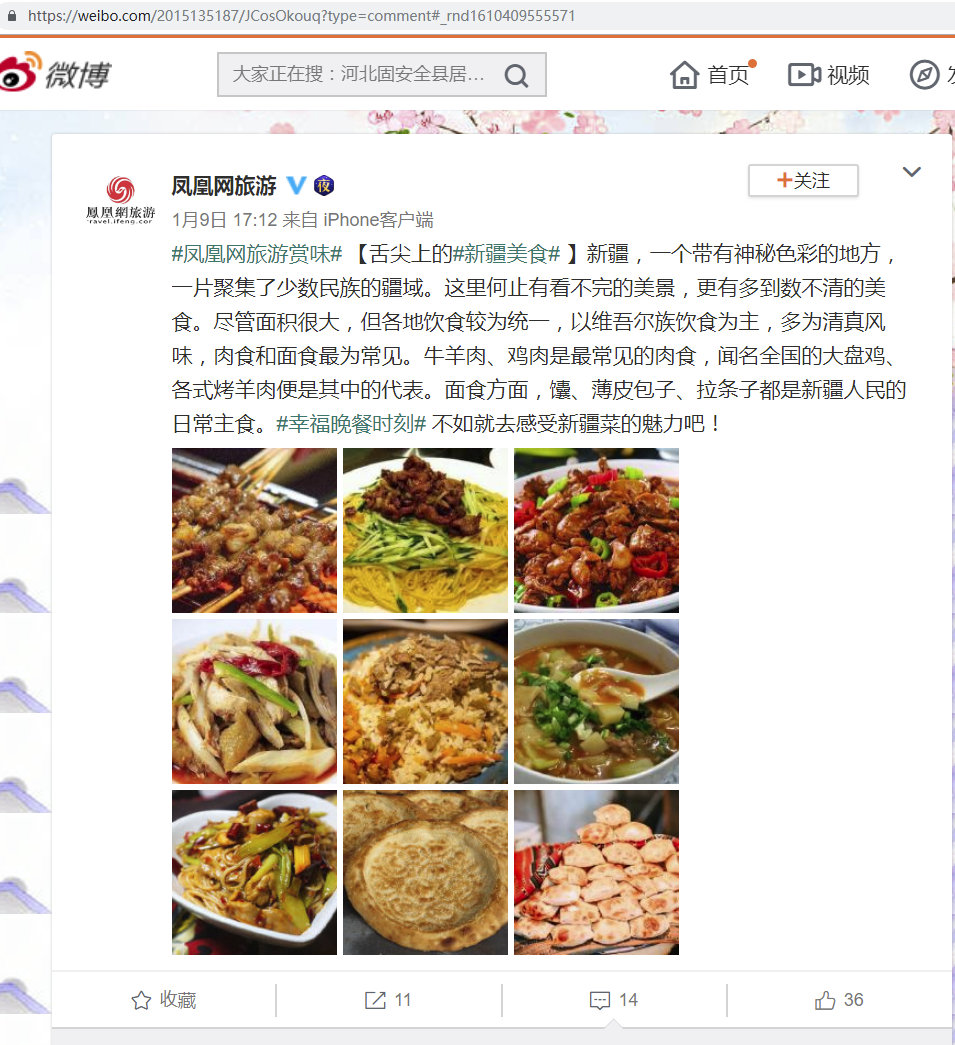 https://weibo.com/2015135187/JCosOkouq?type=comment#_rnd1610409555571
微博
大家正在搜：河北固安全县居...
首页
视频
凤凰网旅游
夜
+关注
鳳凰網旅游
travel.ifeng.com
1月9日 17:12 来自 iPhone客户端
#凤凰网旅游赏味# 【舌尖上的#新疆美食# 】新疆，一个带有神秘色彩的地方，
一片聚集了少数民族的疆域。这里何止有看不完的美景，更有多到数不清的美
食。尽管面积很大，但各地饮食较为统一，以维吾尔族饮食为主，多为清真风
味，肉食和面食最为常见。牛羊肉、鸡肉是最常见的肉食，闻名全国的大盘鸡、
各式烤羊肉便是其中的代表。面食方面，馕、薄皮包子、拉条子都是新疆人民的
日常主食。#幸福晚餐时刻# 不如就去感受新疆菜的魅力吧！
收藏
11
14
36